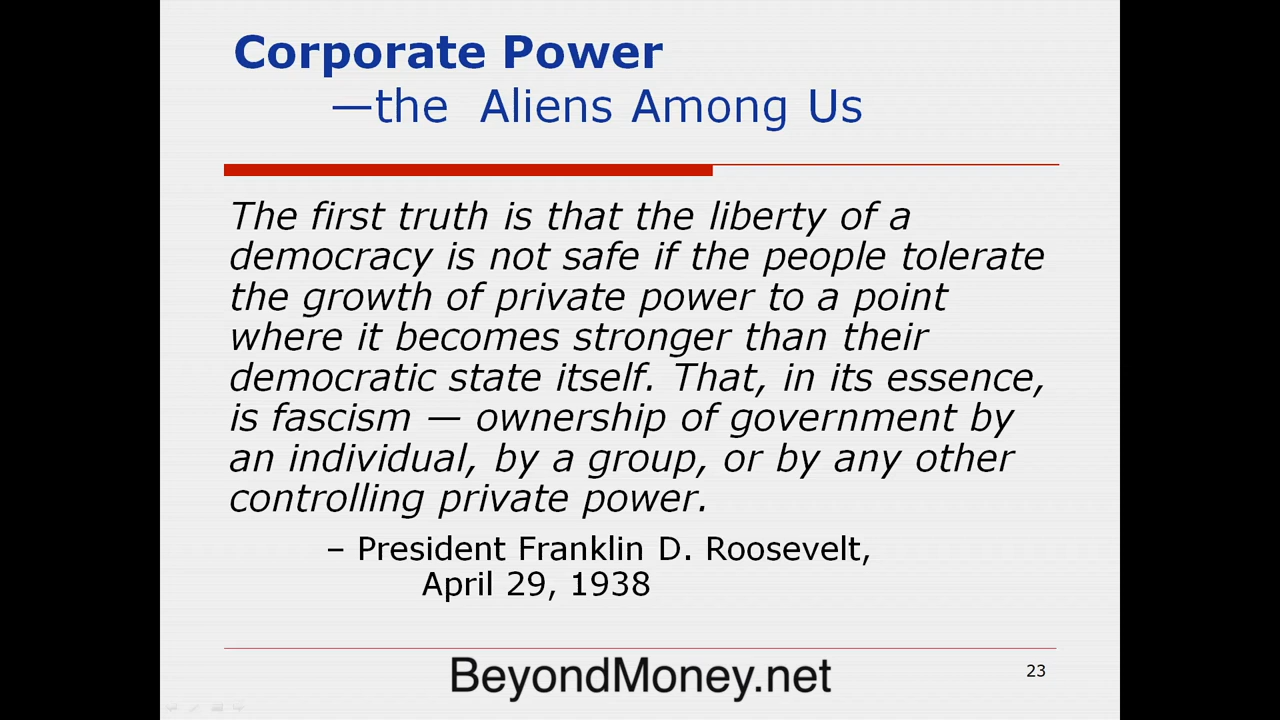 Corporate Power
—the Aliens Among Us
The first truth is that the liberty of a
democracy is not safe if the people tolerate
the growth of private power to a point
where it becomes stronger than their
democratic state itself. That, in its essence,
is fascism — ownership of government by
an individual, by a group, or by any other
controlling private power.
– President Franklin D. Roosevelt,
April 29, 1938
BeyondMoney.net
23